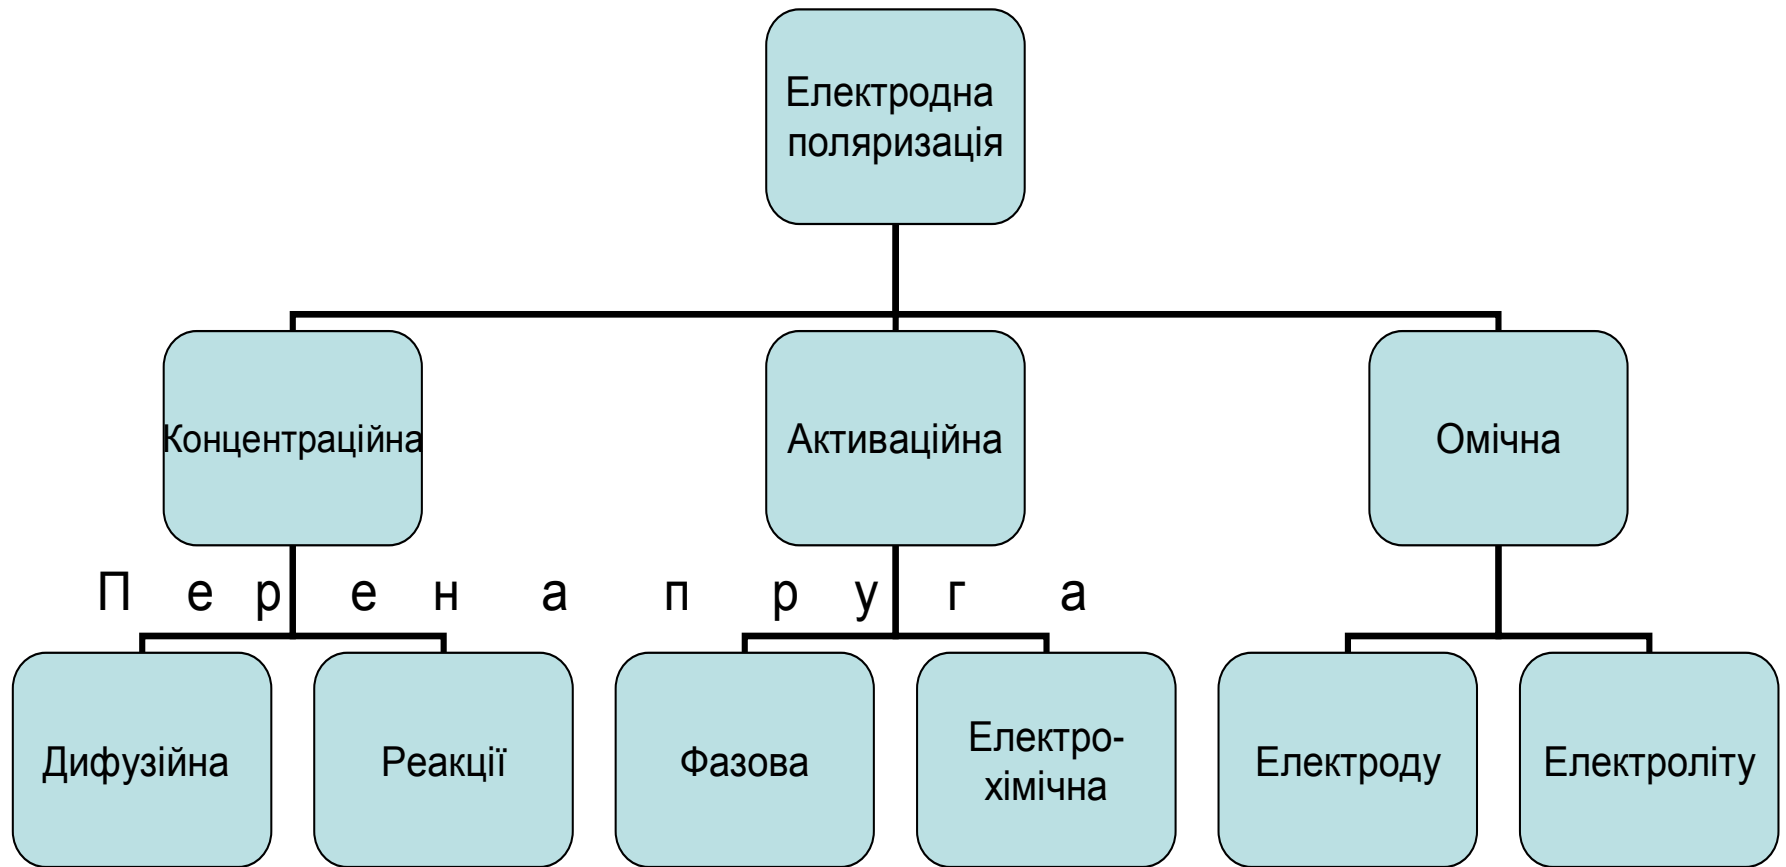 Електродна
поляризація
Концентраційна
Активаційна
Омічна
П е р е н а п р у г а
Дифузійна
Реакції
Фазова
Електро-
хімічна
Електроду
Електроліту